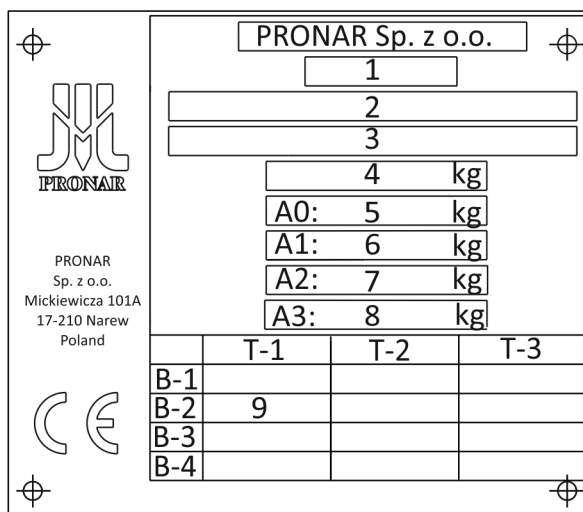 PRONAR Sp. z o.o.
1
2
3
4 kg
A0: 5 kg
A1: 6 kg
A2: 7 kg
A3: 8 kg
PRONAR
PRONAR
Sp. z o.o.
Mickiewicza 101A
17-210 Narew
Poland
CE
T-1 T-2 T-3
B-1
B-2 9
B-3
B-4